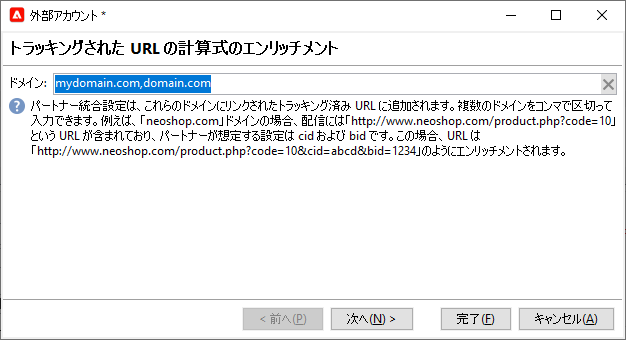 外部アカウント *
トラッキングされた URL の計算式のエンリッチメント
ドメイン: mydomain.com,domain.com
パートナー統合設定は、これらのドメインにリンクされたトラッキング済み URL に追加されます。複数のドメインをコンマで区切って
入力できます。例えば、「neoshop.com」ドメインの場合、配信には「http://www.neoshop.com/product.php?code=10」
という URL が含まれており、パートナーが想定する設定は cid および bid です。この場合、URL は
「http://www.neoshop.com/product.php?code=10&cid=abcd&bid=1234」のようにエンリッチメントされます。
< 前へ(P) 次へ(N) > 完了(F) キャンセル(A)